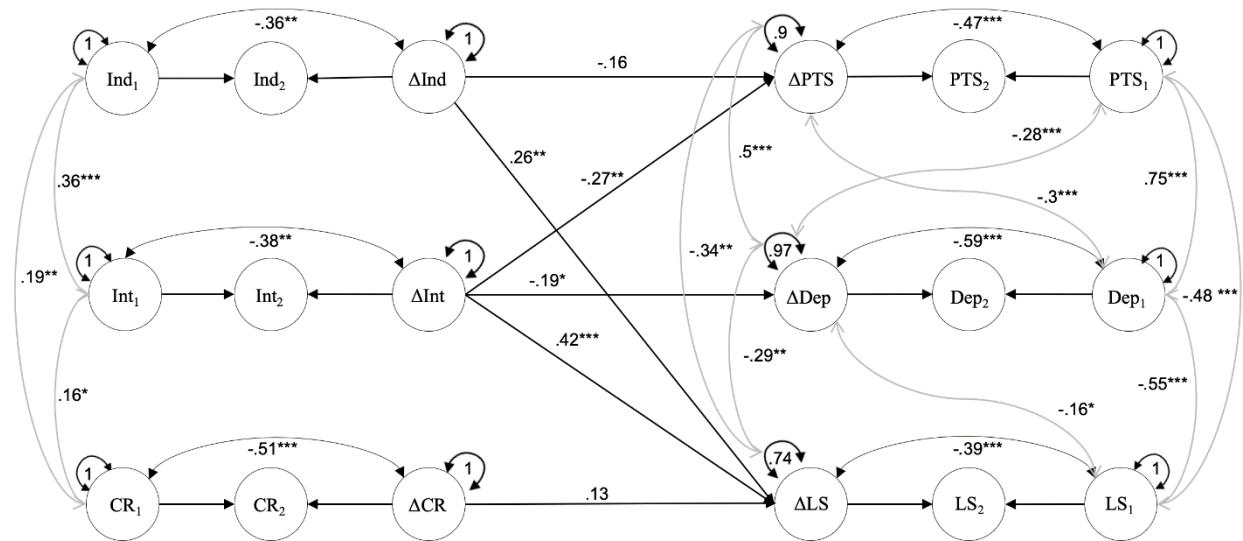 -.36**
-.47***
1
1
.9
1
Ind₁
Ind₂
ΔInd
-.16
ΔPTS
PTS₂
PTS₁
.26**
.5***
-.28***
.36***
-.27**
.75***
-.3***
-.38**
-.34**
-.59***
.19**
1
1
.97
1
Int₁
Int₂
ΔInt
-.19*
ΔDep
Dep₂
Dep₁
-.48 ***
.42***
-.29**
.16*
-.55***
-.16*
-.51***
-.39***
1
1
.74
1
CR₁
CR₂
ΔCR
.13
ΔLS
LS₂
LS₁